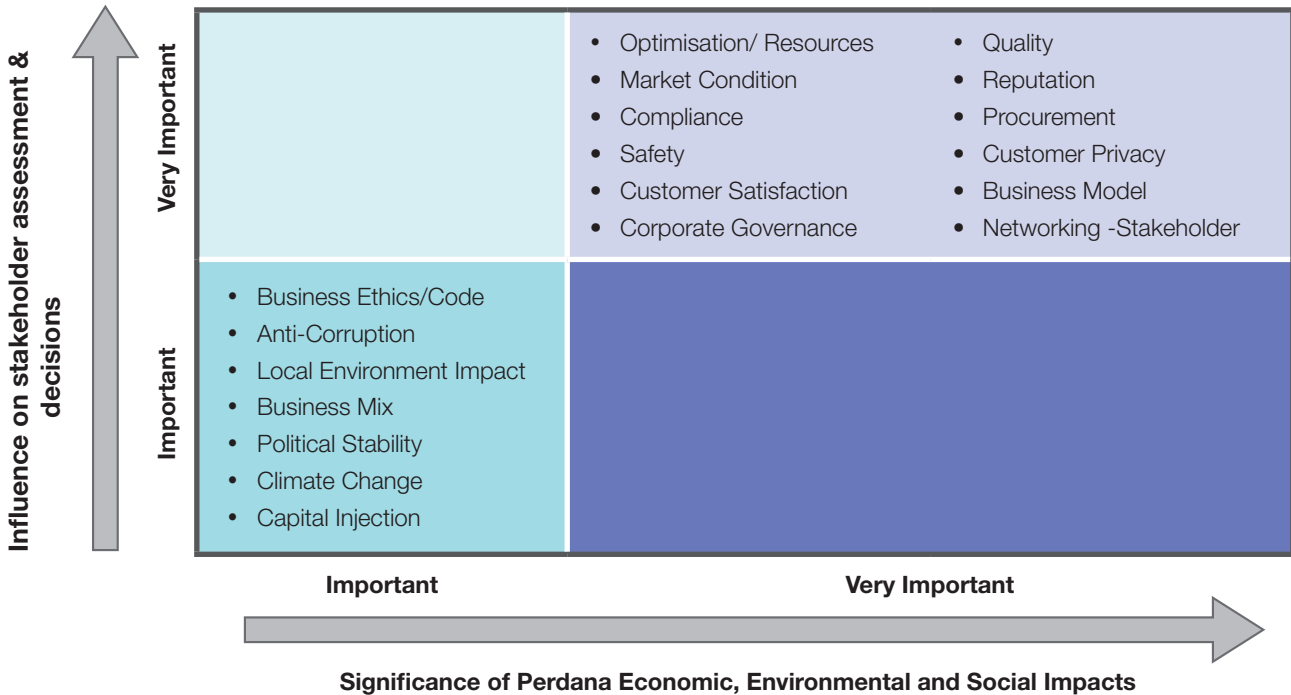 Influence on stakeholder assessment &
decisions
Very Important
• Optimisation/ Resources
• Market Condition
• Compliance
• Safety
• Customer Satisfaction
• Corporate Governance
• Quality
• Reputation
• Procurement
• Customer Privacy
• Business Model
• Networking -Stakeholder
Important
• Business Ethics/Code
• Anti-Corruption
• Local Environment Impact
• Business Mix
• Political Stability
• Climate Change
• Capital Injection
Important
Very Important
Significance of Perdana Economic, Environmental and Social Impacts